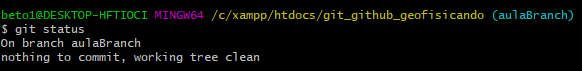 beto1@DESKTOP-HFTIOCI MINGW64 /c/xampp/htdocs/git_github_geofisicando (aulaBranch)
$ git status
On branch aulaBranch
nothing to commit, working tree clean